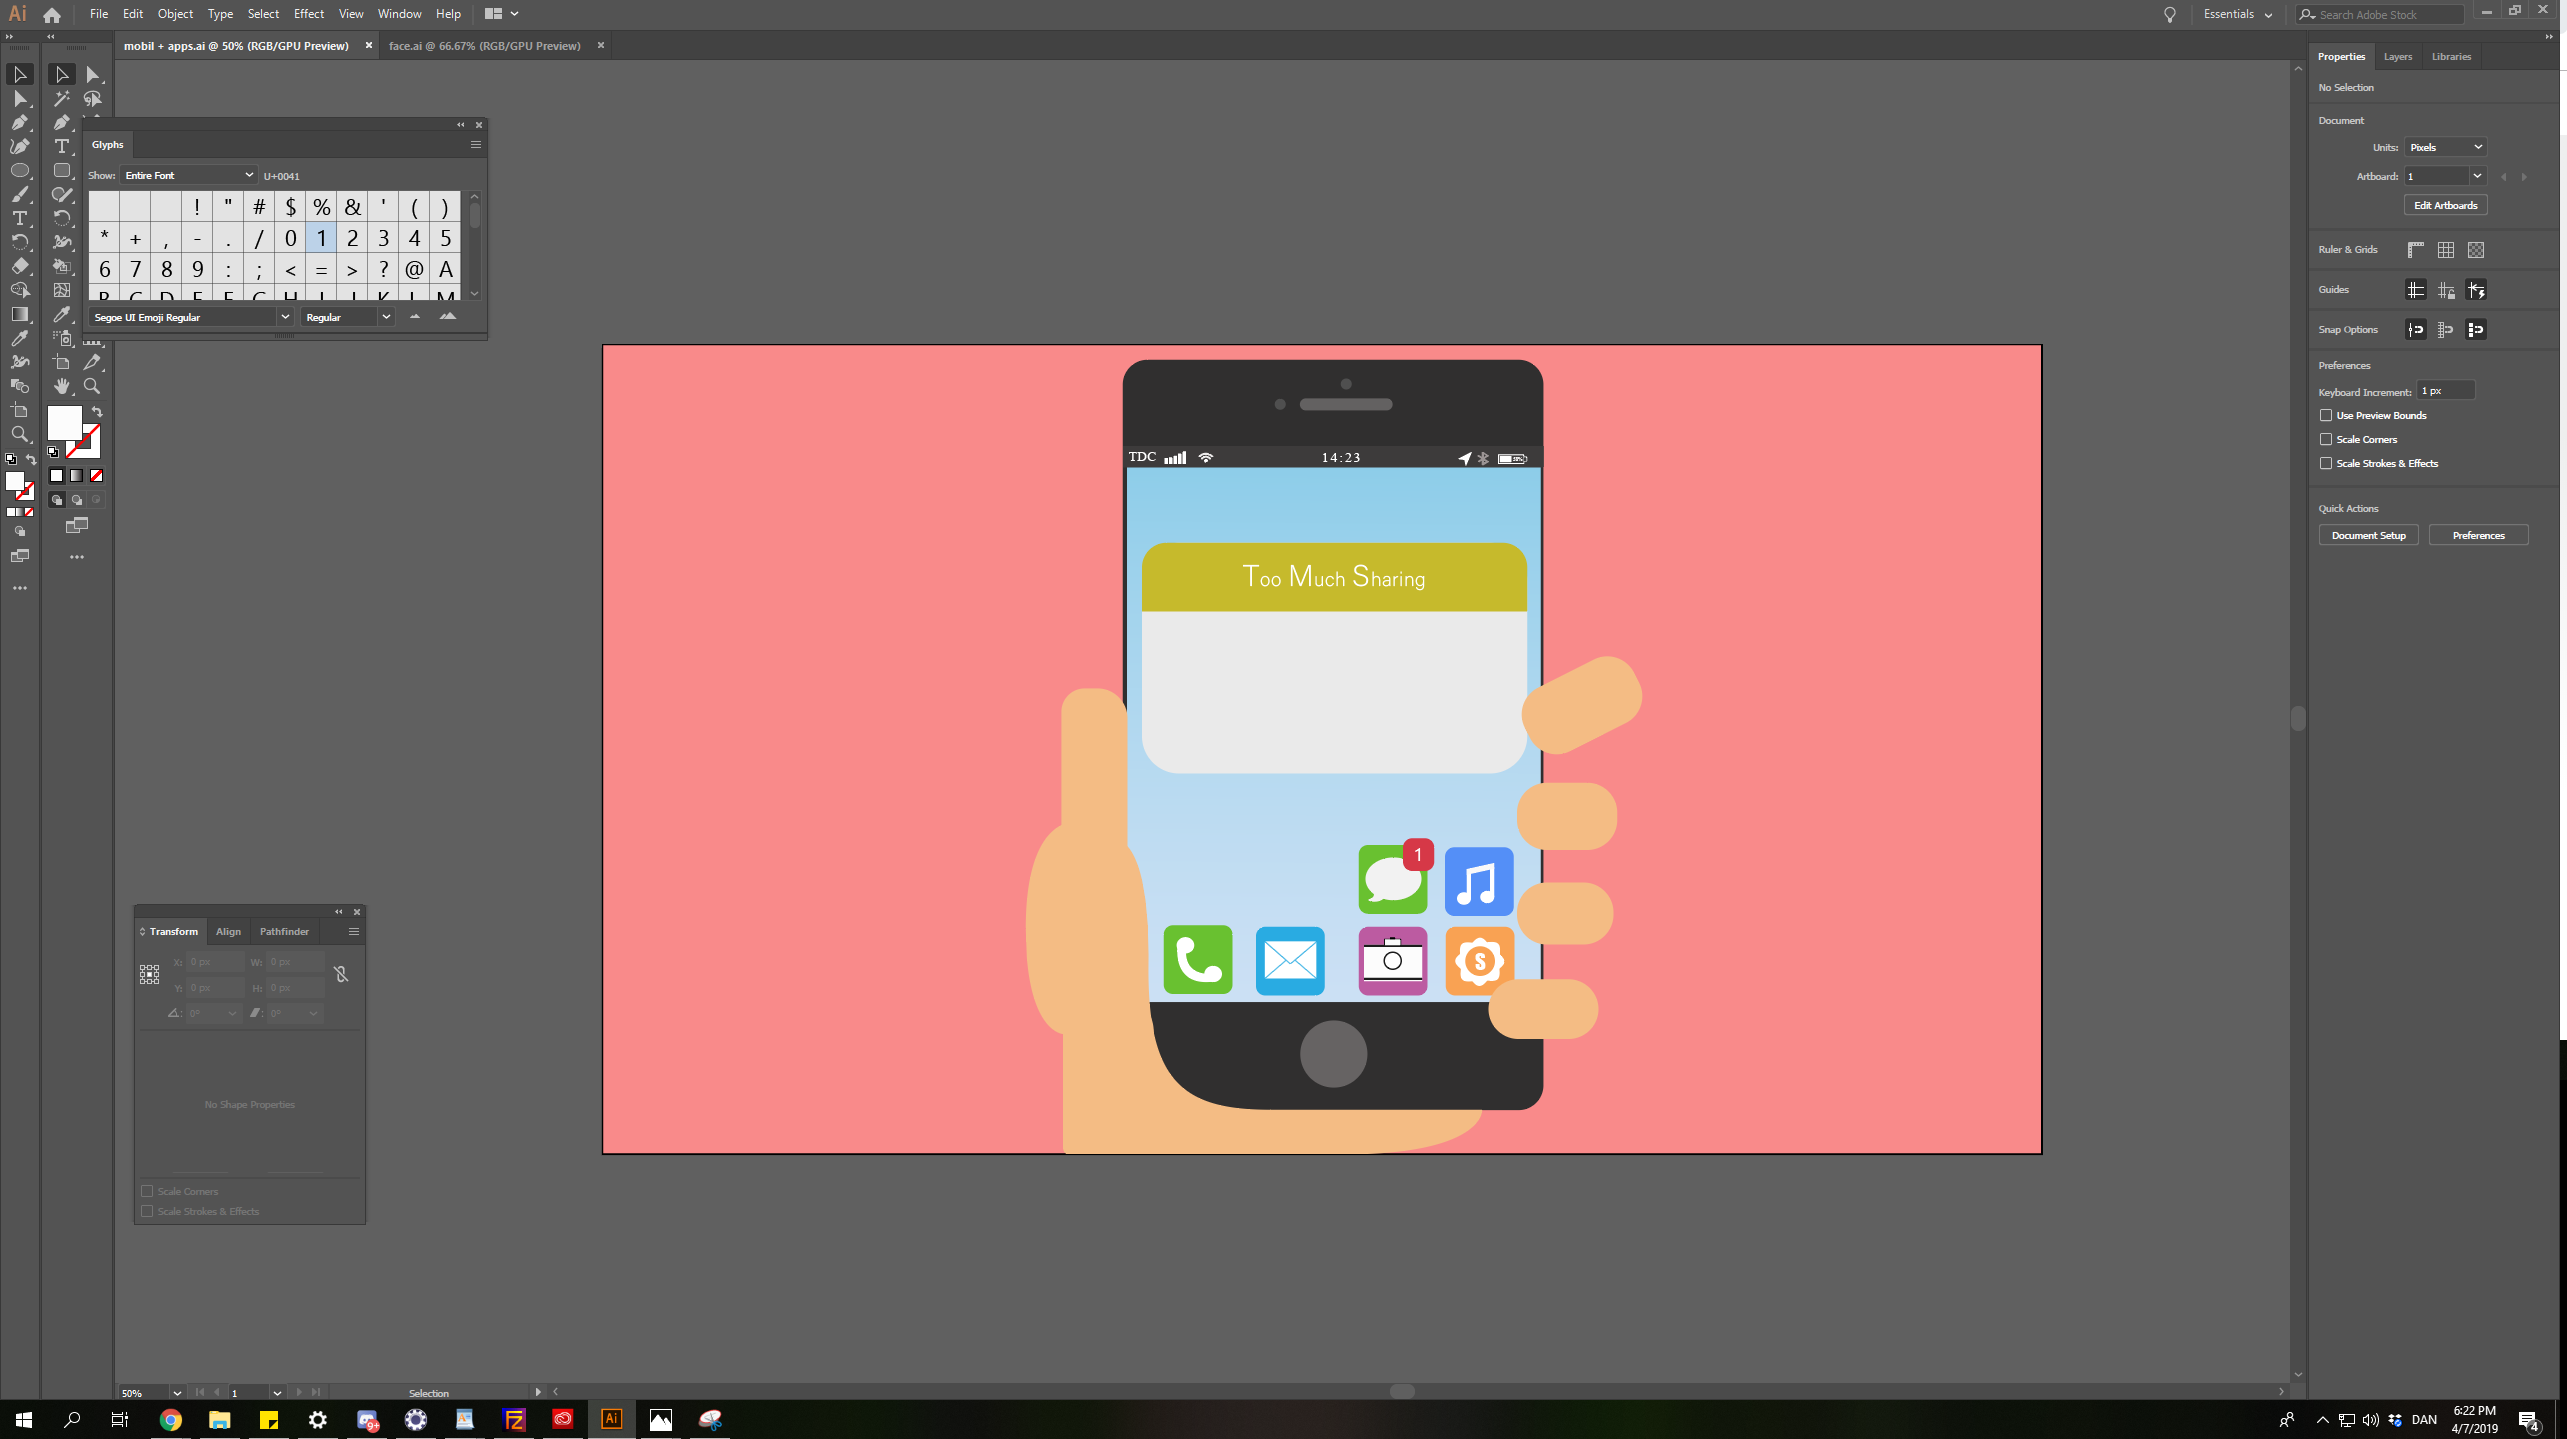 Ai File Edit Object Type Select Effect View Window Help Essentials Search Adobe Stock
mobil + apps.ai @ 50% (RGB/GPU Preview) face.ai @ 66.67% (RGB/GPU Preview)
Glyphs
Show: Entire Font U+0041
! " # $ % & ' ( )
* + , - . / 0 1 2 3 4 5
6 7 8 9 : ; < = > ? @ A
B C D E F G H I J K L M
Segoe UI Emoji Regular Regular
TDC 14:23
Too Much Sharing
1
S
Transform Align Pathfinder
X: 0 px W: 0 px
Y: 0 px H: 0 px
0° 0°
No Shape Properties
Scale Corners
Scale Strokes & Effects
Properties Layers Libraries
No Selection
Document
Units: Pixels
Artboard: 1
Edit Artboards
Ruler & Grids
Guides
Snap Options
Preferences
Keyboard Increment: 1 px
Use Preview Bounds
Scale Corners
Scale Strokes & Effects
Quick Actions
Document Setup Preferences
50% 1 Selection
9+ FZ Ai DAN 6:22 PM
4/7/2019 4